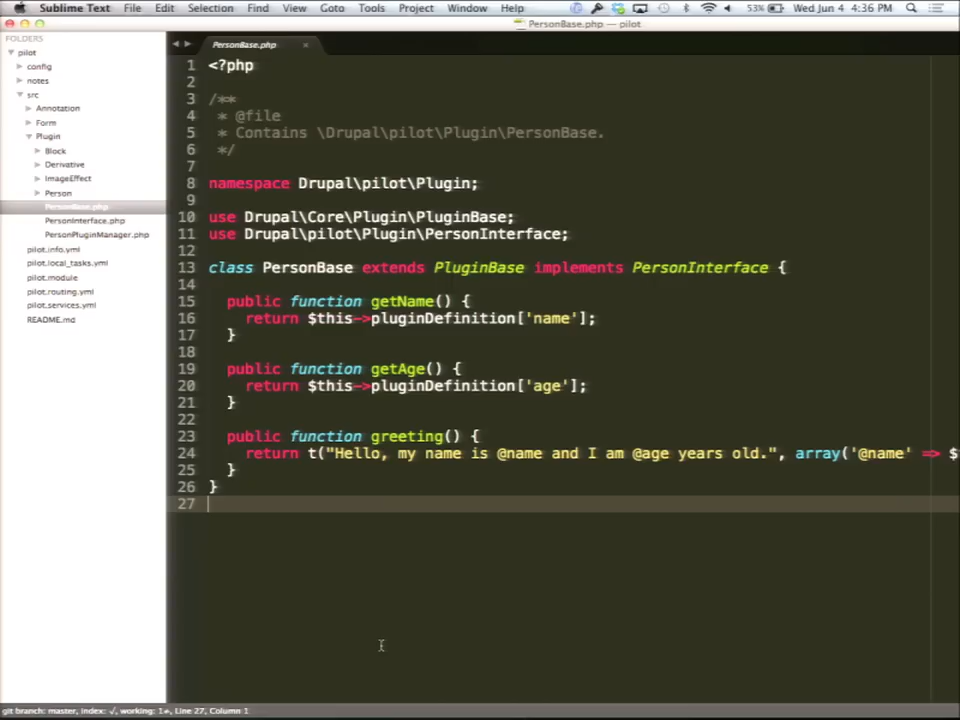 Sublime Text File Edit Selection Find View Goto Tools Project Window Help 53% Wed Jun 4 4:36 PM
PersonBase.php — pilot
FOLDERS
pilot
config
notes
src
Annotation
Form
Plugin
Block
Derivative
ImageEffect
Person
PersonBase.php
PersonInterface.php
PersonPluginManager.php
pilot.info.yml
pilot.local_tasks.yml
pilot.module
pilot.routing.yml
pilot.services.yml
README.md
PersonBase.php
1 <?php
2
3 /**
4 * @file
5 * Contains \Drupal\pilot\Plugin\PersonBase.
6 */
7
8 namespace Drupal\pilot\Plugin;
9
10 use Drupal\Core\Plugin\PluginBase;
11 use Drupal\pilot\Plugin\PersonInterface;
12
13 class PersonBase extends PluginBase implements PersonInterface {
14
15 public function getName() {
16 return $this->pluginDefinition['name'];
17 }
18
19 public function getAge() {
20 return $this->pluginDefinition['age'];
21 }
22
23 public function greeting() {
24 return t("Hello, my name is @name and I am @age years old.", array('@name' => $
25 }
26 }
27
git branch: master, index: ✓, working: 1≠, Line 27, Column 1